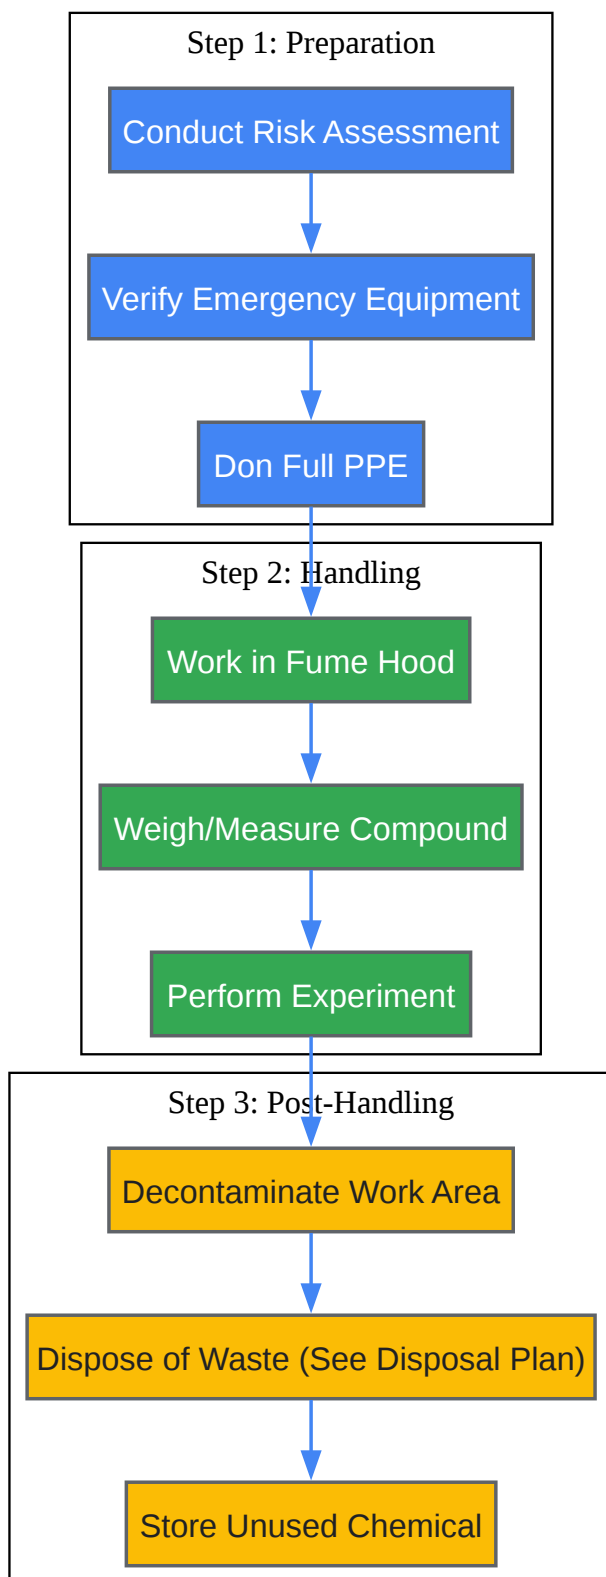 Step 1: Preparation
Conduct Risk Assessment
Verify Emergency Equipment
Don Full PPE
Step 2: Handling
Work in Fume Hood
Weigh/Measure Compound
Perform Experiment
Step 3: Post-Handling
Decontaminate Work Area
Dispose of Waste (See Disposal Plan)
Store Unused Chemical